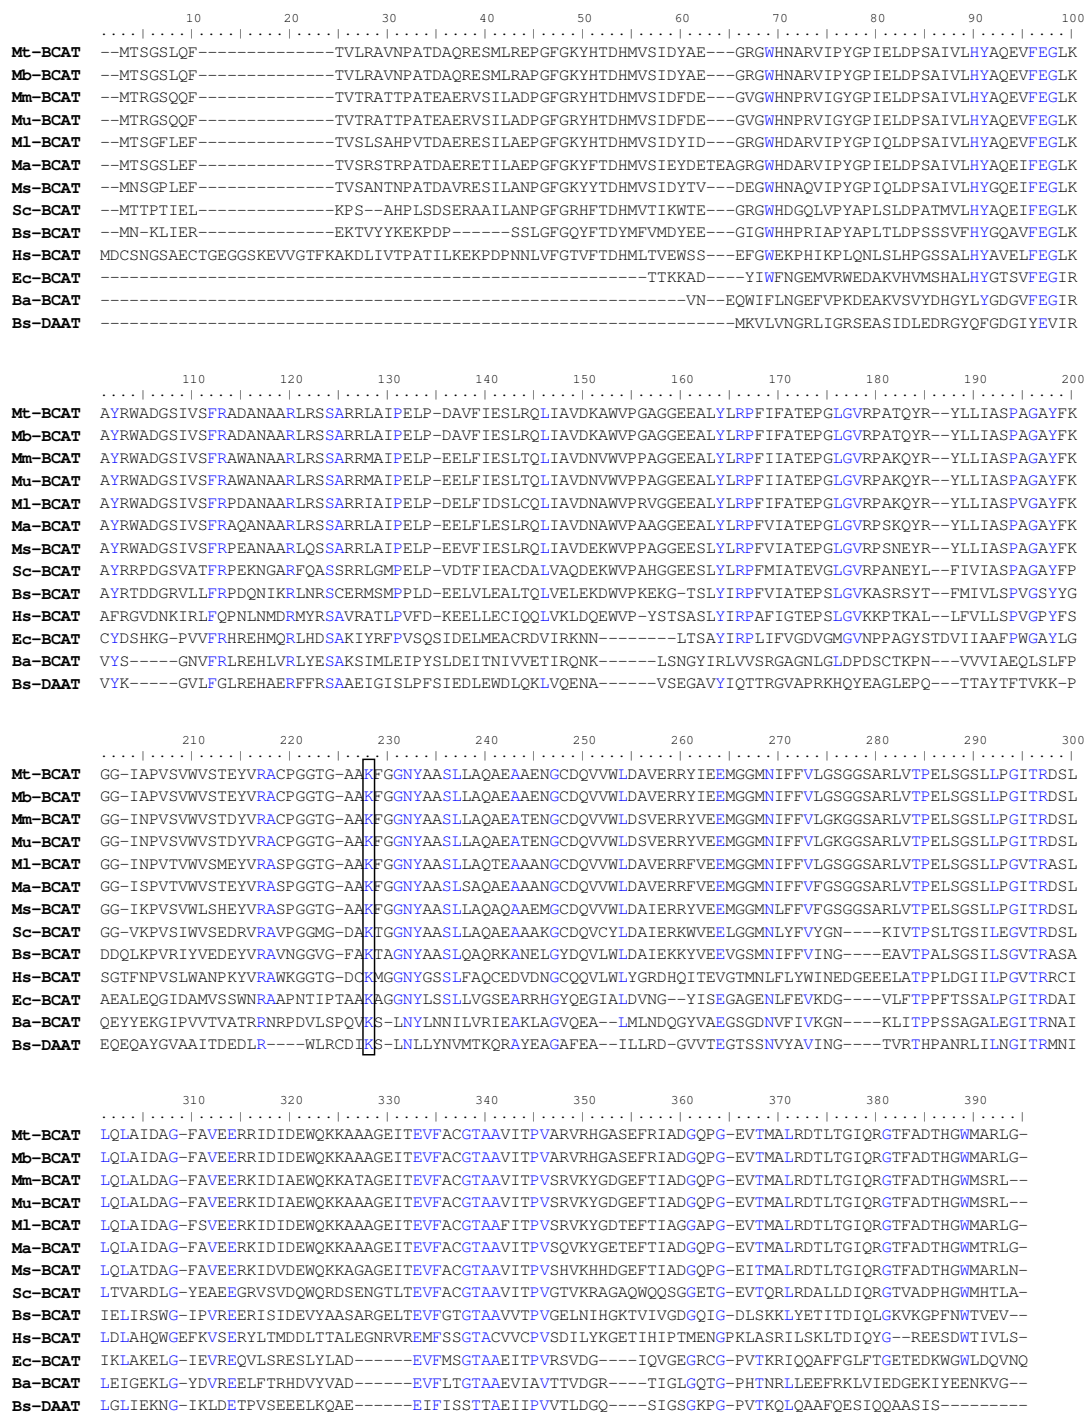 10 20 30 40 50 60 70 80 90 100
....|....|....|....|....|....|....|....|....|....|....|....|....|....|....|....|....|....|....|....|
Mt-BCAT --MTSGSLQF--------------TVLRAVNPATDAQRESMLREPGFGKYHTDHMVSIDYAE---GRGWHNARVIPYGPIELDPSAIVLHYAQEVFEGLK
Mb-BCAT --MTSGSLQF--------------TVLRAVNPATDAQRESMLRAPGFGKYHTDHMVSIDYAE---GRGWHNARVIPYGPIELDPSAIVLHYAQEVFEGLK
Mm-BCAT --MTRGSQQF--------------TVTRATTPATEAERVSILADPGFGRYHTDHMVSIDFDE---GVGWHNPRVIGYGPIELDPSAIVLHYAQEVFEGLK
Mu-BCAT --MTRGSQQF--------------TVTRATTPATEAERVSILADPGFGRYHTDHMVSIDFDE---GVGWHNPRVIGYGPIELDPSAIVLHYAQEVFEGLK
Ml-BCAT --MTSGFLEF--------------TVSLSAHPVTDAERESILAEPGFGKYHTDHMVSIDYID---GRGWHDARVIPYGPIQLDPSAIVLHYAQEVFEGLK
Ma-BCAT --MTSGSLEF--------------TVSRSTRPATDAERETILAEPGFGKYFTDHMVSIEYDETEAGRGWHDARVIPYGPIELDPSAIVLHYAQEIFEGLK
Ms-BCAT --MNSGPLEF--------------TVSANTNPATDAVRESILANPGFGKYYTDHMVSIDYTV---DEGWHNAQVIPYGPIQLDPSAIVLHYGQEIFEGLK
Sc-BCAT --MTTPTIEL--------------KPS--AHPLSDSERAAILANPGFGRHFTDHMVTIKWTE---GRGWHDGQLVPYAPLSLDPATMVLHYAQEIFEGLK
Bs-BCAT --MN-KLIER--------------EKTVYYKEKPDP----SSLGFGQYFTDYMFVMDYEE---GIGWHHPRIAPYAPLTLDPSSSVFHYGQAVFEGLK
Hs-BCAT MDCSNGSAECTGEGGSKEVVGTFKAKDLIVTPATILKEKPDPNNLVFGTVFTDHMLTVEWSS---EFGWEKPHIKPLQNLSLHPGSSALHYAVELFEGLK
Ec-BCAT --------------------------------------------------------TTKKAD---YIWFNGEMVRWEDAKVHVMSHALHYGTSVFEGIR
Ba-BCAT ------------------------------------------------------------VN--EQWIFLNGEFVPKDEAKVSVYDHGYLYGDGVFEGIR
Bs-DAAT -----------------------------------------------------------------MKVLVNGRLIGRSEASIDLEDRGYQFGDGIYEVIR
110 120 130 140 150 160 170 180 190 200
....|....|....|....|....|....|....|....|....|....|....|....|....|....|....|....|....|....|....|....|
Mt-BCAT AYRWADGSIVSFRADANAARLRSSARRLAIPELP-DAVFIESLRQLIAVDKAWVPGAGGEEALYLRPFIFATEPGLGVRPATQYR--YLLIASPAGAYFK
Mb-BCAT AYRWADGSIVSFRADANAARLRSSARRLAIPELP-DAVFIESLRQLIAVDKAWVPGAGGEEALYLRPFIFATEPGLGVRPATQYR--YLLIASPAGAYFK
Mm-BCAT AYRWADGSIVSFRAWANAARLRSSARRMAIPELP-EELFIESLTQLIAVDNVWVPPAGGEEALYLRPFIIATEPGLGVRPAKQYR--YLLIASPAGAYFK
Mu-BCAT AYRWADGSIVSFRAWANAARLRSSARRMAIPELP-EELFIESLTQLIAVDNVWVPPAGGEEALYLRPFIIATEPGLGVRPAKQYR--YLLIASPAGAYFK
Ml-BCAT AYRWADGSIVSFRPDANAARLRSSARRIAIPELP-DELFIDSLCQLIAVDNAWVPRVGGEEALYLRPFIFATEPGLGVRPAKQYR--YLLIASPVGAYFK
Ma-BCAT AYRWADGSIVSFRAQANAARLRSSARRLAIPELP-EELFLESLRQLIAVDNAWVPAAGGEEALYLRPFVIATEPGLGVRPSKQYR--YLLIASPAGAYFK
Ms-BCAT AYRWADGSIVSFRPEANAARLQSSARRLAIPELP-EEVFIESLRQLIAVDEKWVPPAGGEESLYLRPFVIATEPGLGVRPSNEYR--YLLIASPAGAYFK
Sc-BCAT AYRRPDGSVATFRPEKNGARFQASSRRLGMPELP-VDTFIEACDALVAQDEKWVPAHGGEESLYLRPFMIATEVGLGVRPANEYL--FIVIASPAGAYFP
Bs-BCAT AYRTDDGRVLLFRPDQNIKRLNRSCERMSMPPLD-EELVLEALTQLVELEKDWVPKEKG-TSLYIRPFVIATEPSLGVKASRSYT--FMIVLSPVGSYYG
Hs-BCAT AFRGVDNKIRLFQPNLNMDRMYRSAVRATLPVFD-KEELLECIQQLVKLDQEWVP-YSTSASLYIRPAFIGTEPSLGVKKPTKAL--LFVLLSPVGPYFS
Ec-BCAT CYDSHKG-PVVFRHREHMQRLHDSAKIYRFPVSQSIDELMEACRDVIRKNN-------LTSAYIRPLIFVGDVGMGVNPPAGYSTDVIIAAFPWGAYLG
Ba-BCAT VYS-----GNVFRLREHLVRLYESAKSIMLEIPYSLDEITNIVVETIRQNK-------LSNGYIRLVVSRGAGNLGLDPDSCTKPN--VVVIAEQLSLFP
Bs-DAAT VYK-----GVLFGLREHAERFFRSAAEIGISLPFSIEDLEWDLQKLVQENA-------VSEGAVYIQTTRGVAPRKHQYEAGLEPQ---TTAYTFTVKK-P
210 220 230 240 250 260 270 280 290 300
....|....|....|....|....|....|....|....|....|....|....|....|....|....|....|....|....|....|....|....|
Mt-BCAT GG-IAPVSVWVSTEYVRACPGGTG-AAKFGGNYAASLLAQAEAAENGCDQVVWLDAVERRYIEEMGGMNIFFVLGSGGSARLVTPELSGSLLPGITRDSL
Mb-BCAT GG-IAPVSVWVSTEYVRACPGGTG-AAKFGGNYAASLLAQAEAAENGCDQVVWLDAVERRYIEEMGGMNIFFVLGSGGSARLVTPELSGSLLPGITRDSL
Mm-BCAT GG-INPVSVWVSTDYVRACPGGTG-AAKFGGNYAASLLAQAEATENGCDQVVWLDSVERRYVEEMGGMNIFFVLGKGGSARLVTPELSGSLLPGITRDSL
Mu-BCAT GG-INPVSVWVSTDYVRACPGGTG-AAKFGGNYAASLLAQAEATENGCDQVVWLDSVERRYVEEMGGMNIFFVLGKGGSARLVTPELSGSLLPGITRDSL
Ml-BCAT GG-INPVTVWVSMEYVRASPGGTG-AAKFGGNYAASLLAQTEAAENGCDQVVWLDAVERRFVEEMGGMNIFFVLGSGGSARLVTPELSGSLLPGVTRASL
Ma-BCAT GG-ISPVTVWVSTEYVRASPGGTG-AAKFGGNYAASLSAQAEAAANGCDQVVWLDAVERRFVEEMGGMNIFFVFGSGGSARLVTPELSGSLLPGITRDSL
Ms-BCAT GG-IKPVSVWLSHEYVRASPGGTG-AAKFGGNYAASLLAQAQAAEMGCDQVVWLDAIERRYVEEMGGMNLFFVFGSGGSARLVTPELSGSLLPGITRDSL
Sc-BCAT GG-VKPVSIWVSEDRVRAVPGGMG-DAKTGGNYAASLLAQAEAAAKGCDQVCYLDAIERKWVEELGGMNLYFVYGN----KIVTPSLTGSILEGVTRDSL
Bs-BCAT DDQLKPVRIYVEDEYVRAVNGGVG-FAKTAGNYAASLQAQRKANELGYDQVLWLDAIEKKYVEEVGSMNIFFVING----EAVTPALSGSILSGVTRASA
Hs-BCAT SGTFNPVSLWANPKYVRAWKGGTG-DCKMGGNYGSSLFAQCEDVDNGCQQVLWLYGRDHQITEVGTMNLFLYWINEDGEEELATPPLDGIILPGVTRRCI
Ec-BCAT AEALEQGIDAMVSSWNRAAPNTIPTAAKAGGNYLSSLLVGSEARRHGYQEGIALDVNG--YISEGAGENLFEVKDG----VLFTPPFTSSALPGITRDAI
Ba-BCAT QEYYEKGIPVVTVATRRNRPDVLSPQVKS-LNYLNNILVRIEAKLAGVQEA--LMLNDQGYVAEGSGDNVFIVKGN----KLITPPSSAGALEGITRNAI
Bs-DAAT EQEQAYGVAAITDEDLR-----WLRCDIKS-LNLLYNVMTKQRAYEAGAFEA--ILLRD-GVVTEGTSSNVYAVING----TVRTHPANRLILNGITRMNI
310 320 330 340 350 360 370 380 390
....|....|....|....|....|....|....|....|....|....|....|....|....|....|....|....|....|....|....|
Mt-BCAT LQLAIDAG-FAVEERRIDIDEWQKKAAAGEITEVFACGTAAVITPVARVRHGASEFRIADGQPG-EVTMALRDTLTGIQRGTFADTHGWMARLG-
Mb-BCAT LQLAIDAG-FAVEERRIDIDEWQKKAAAGEITEVFACGTAAVITPVARVRHGASEFRIADGQPG-EVTMALRDTLTGIQRGTFADTHGWMARLG-
Mm-BCAT LQLALDAG-FAVEERKIDIAEWQKKATAGEITEVFACGTAAVITPVSRVKYGDGEFTIADGQPG-EVTMALRDTLTGIQRGTFADTHGWMSRL--
Mu-BCAT LQLALDAG-FAVEERKIDIAEWQKKAAAGEITEVFACGTAAVITPVSRVKYGDGEFTIADGQPG-EVTMALRDTLTGIQRGTFADTHGWMSRL--
Ml-BCAT LQLAIDAG-FSVEERKIDIDEWQKKAAAGEITEVFACGTAAFITPVSRVKYGDTEFTIAGGAPG-EVTMALRDTLTGIQRGTFADTHGWMARLG-
Ma-BCAT LQLAIDAG-FAVEERKIDIDEWQKKAAAGEITEVFACGTAAVITPVSQVKYGETEFTIADGQPG-EVTMALRDTLTGIQRGTFADTHGWMTRLG-
Ms-BCAT LQLATDAG-FAVEERKIDVDEWQKKAGAGEITEVFACGTAAVITPVSHVKHHDGEFTIADGQPG-EITMALRDTLTGIQRGTFADTHGWMARLN-
Sc-BCAT LTVARDLG-YEAEEGRVSVDQWQRDSENGTLTEVFACGTAAVITPVGTVKRAGAQWQQSGGETG-EVTQRLRDALLDIQRGTVADPHGWMHTLA-
Bs-BCAT IELIRSWG-IPVREERISIDEVYAASARGELTEVFGTGTAAVVTPVGELNIHGKTVIVGDGQIG-DLSKKLYETITDIQLGKVKGPFNWTVEV--
Hs-BCAT LDLAHQWGEFKVSERYLTMDDLTTALEGNRVREMFSSGTACVVCPVSDILYKGETIHIPTMENGPKLASRILSKLTDIQYG--REESDWTIVLS-
Ec-BCAT IKLAKELG-IEVREQVLSRESLYLAD------EVFMSGTAAEITPVRSVDG----IQVGEGRCG-PVTKRIQQAFFGLFTGETEDKWGWLDQVNQ
Ba-BCAT LEIGEKLG-YDVREELFTRHDVYVAD------EVFLTGTAAEVIAVTTVDGR---TIGLGQTG-PHTNRLLEEFRKLVIEDGEKIYEENKVG--
Bs-DAAT LGLIEKNG-IKLDETPVSEEELKQAE------EIFISSTTAEIIPVVTLDGQ---SIGSGKPG-PVTKQLQAAFQESIQQAASIS---------